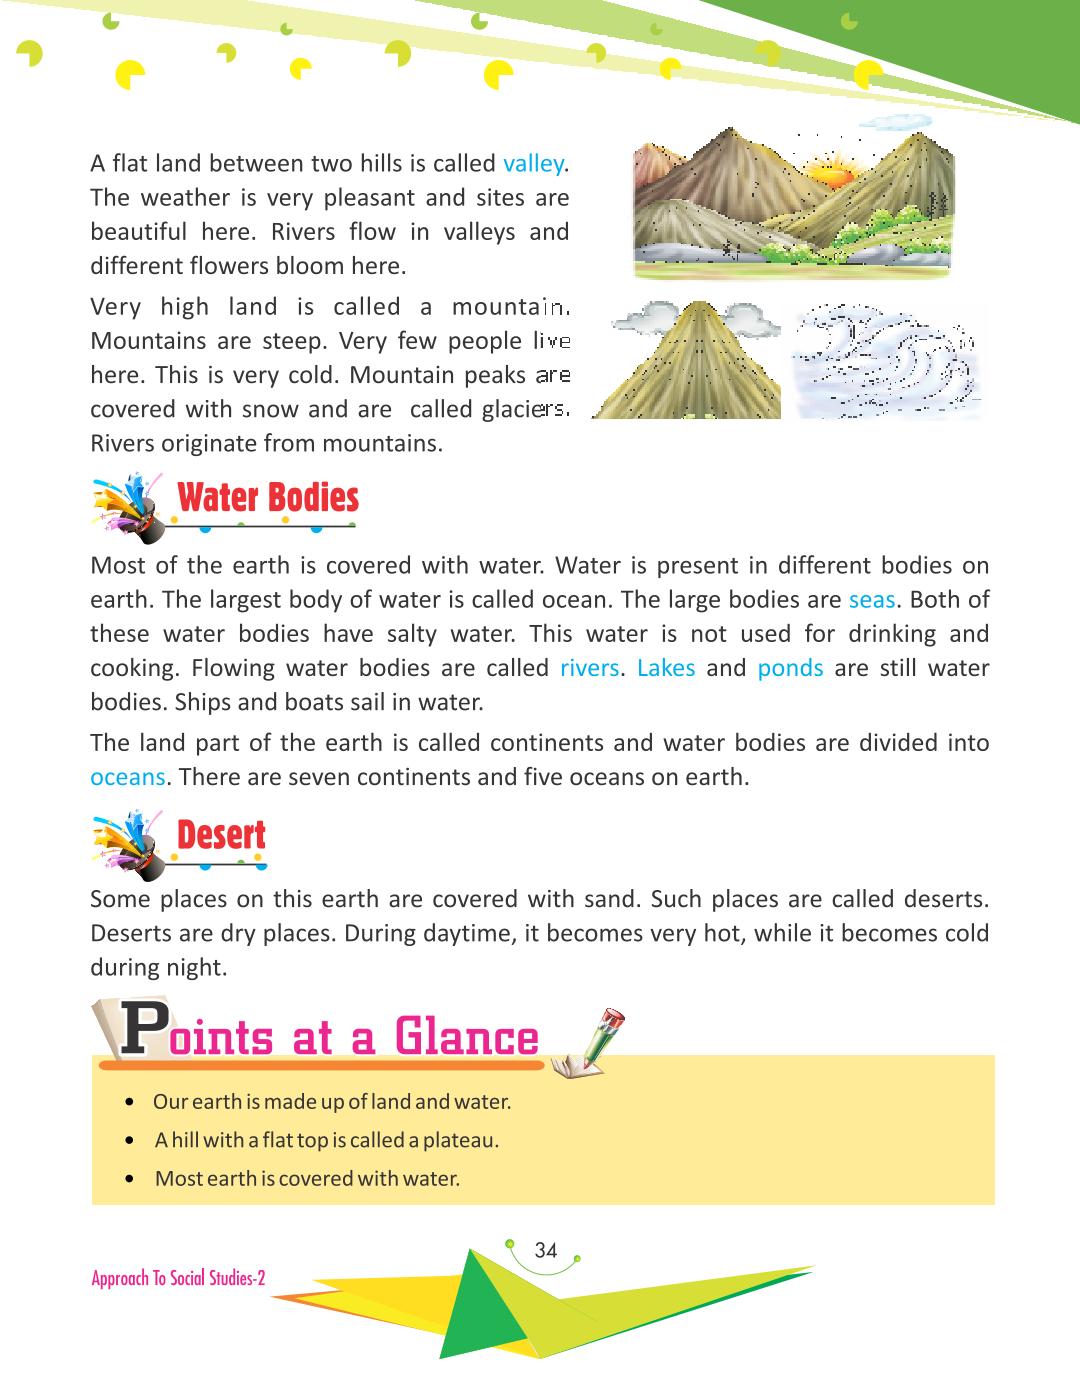 A flat land between two hills is called valley.
The weather is very pleasant and sites are
beautiful here. Rivers flow in valleys and
different flowers bloom here.
Very high land is called a mountain.
Mountains are steep. Very few people live
here. This is very cold. Mountain peaks are
covered with snow and are called glaciers.
Rivers originate from mountains.
Water Bodies
Most of the earth is covered with water. Water is present in different bodies on
earth. The largest body of water is called ocean. The large bodies are seas. Both of
these water bodies have salty water. This water is not used for drinking and
cooking. Flowing water bodies are called rivers. Lakes and ponds are still water
bodies. Ships and boats sail in water.
The land part of the earth is called continents and water bodies are divided into
oceans. There are seven continents and five oceans on earth.
Desert
Some places on this earth are covered with sand. Such places are called deserts.
Deserts are dry places. During daytime, it becomes very hot, while it becomes cold
during night.
Points at a Glance
• Our earth is made up of land and water.
• A hill with a flat top is called a plateau.
• Most earth is covered with water.
34
Approach To Social Studies-2